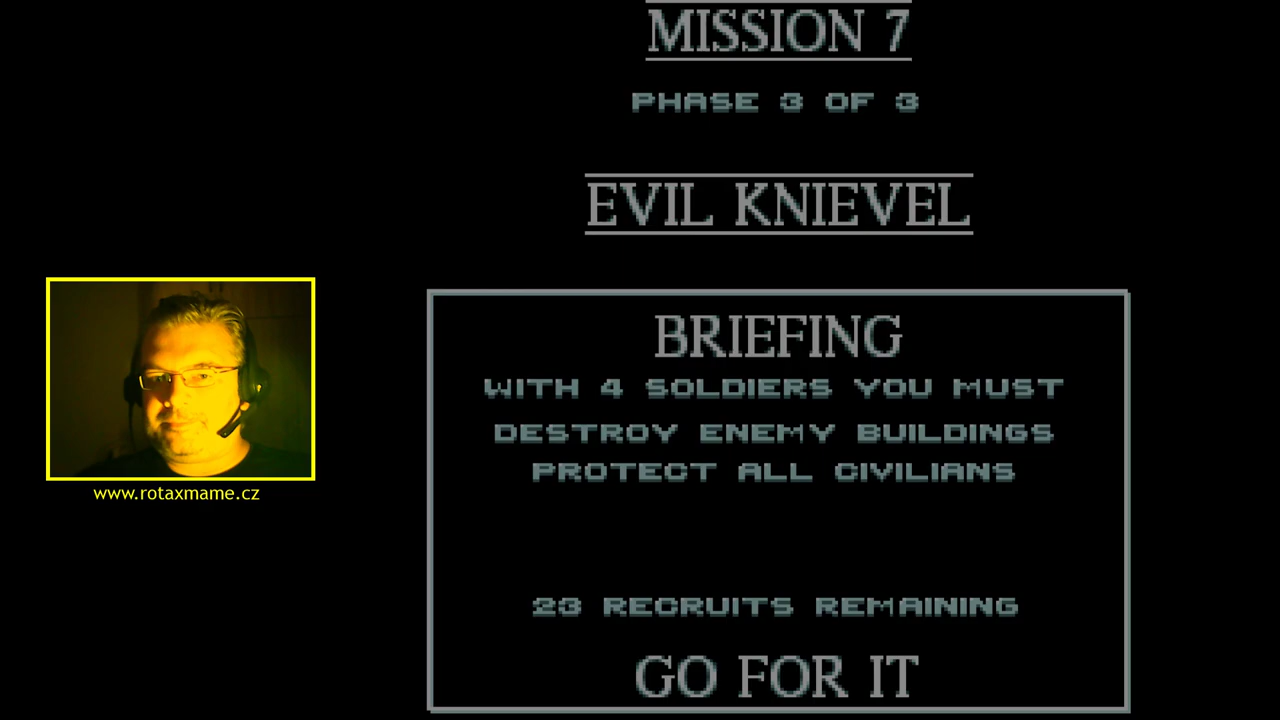 MISSION 7
PHASE 3 OF 3
EVIL KNIEVEL
BRIEFING
WITH 4 SOLDIERS YOU MUST
DESTROY ENEMY BUILDINGS
PROTECT ALL CIVILIANS
23 RECRUITS REMAINING
GO FOR IT
www.rotaxmame.cz